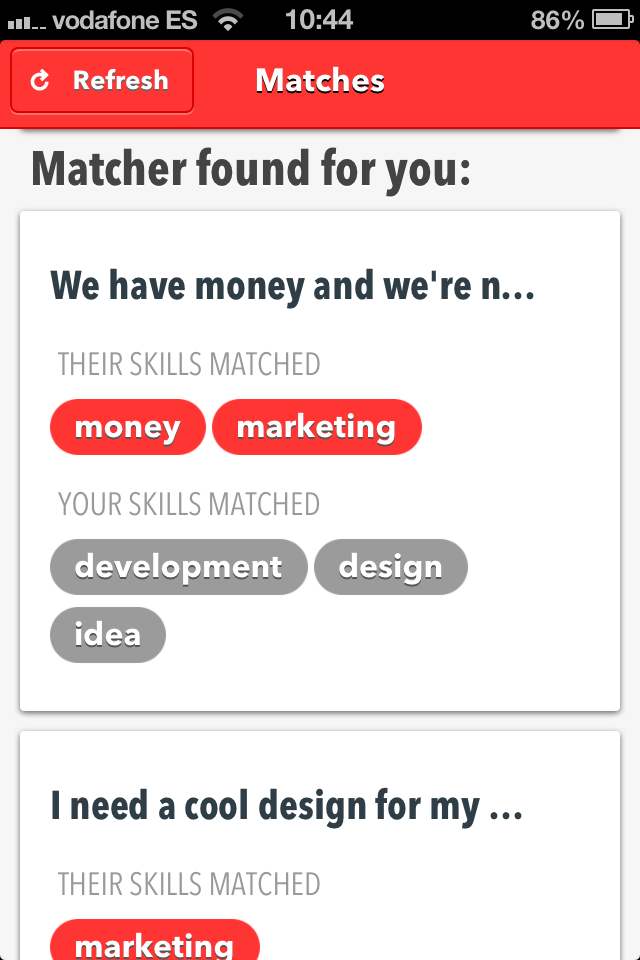 vodafone ES 10:44 86%
Refresh Matches
Matcher found for you:
We have money and we're n...
THEIR SKILLS MATCHED
money marketing
YOUR SKILLS MATCHED
development design
idea
I need a cool design for my ...
THEIR SKILLS MATCHED
marketing